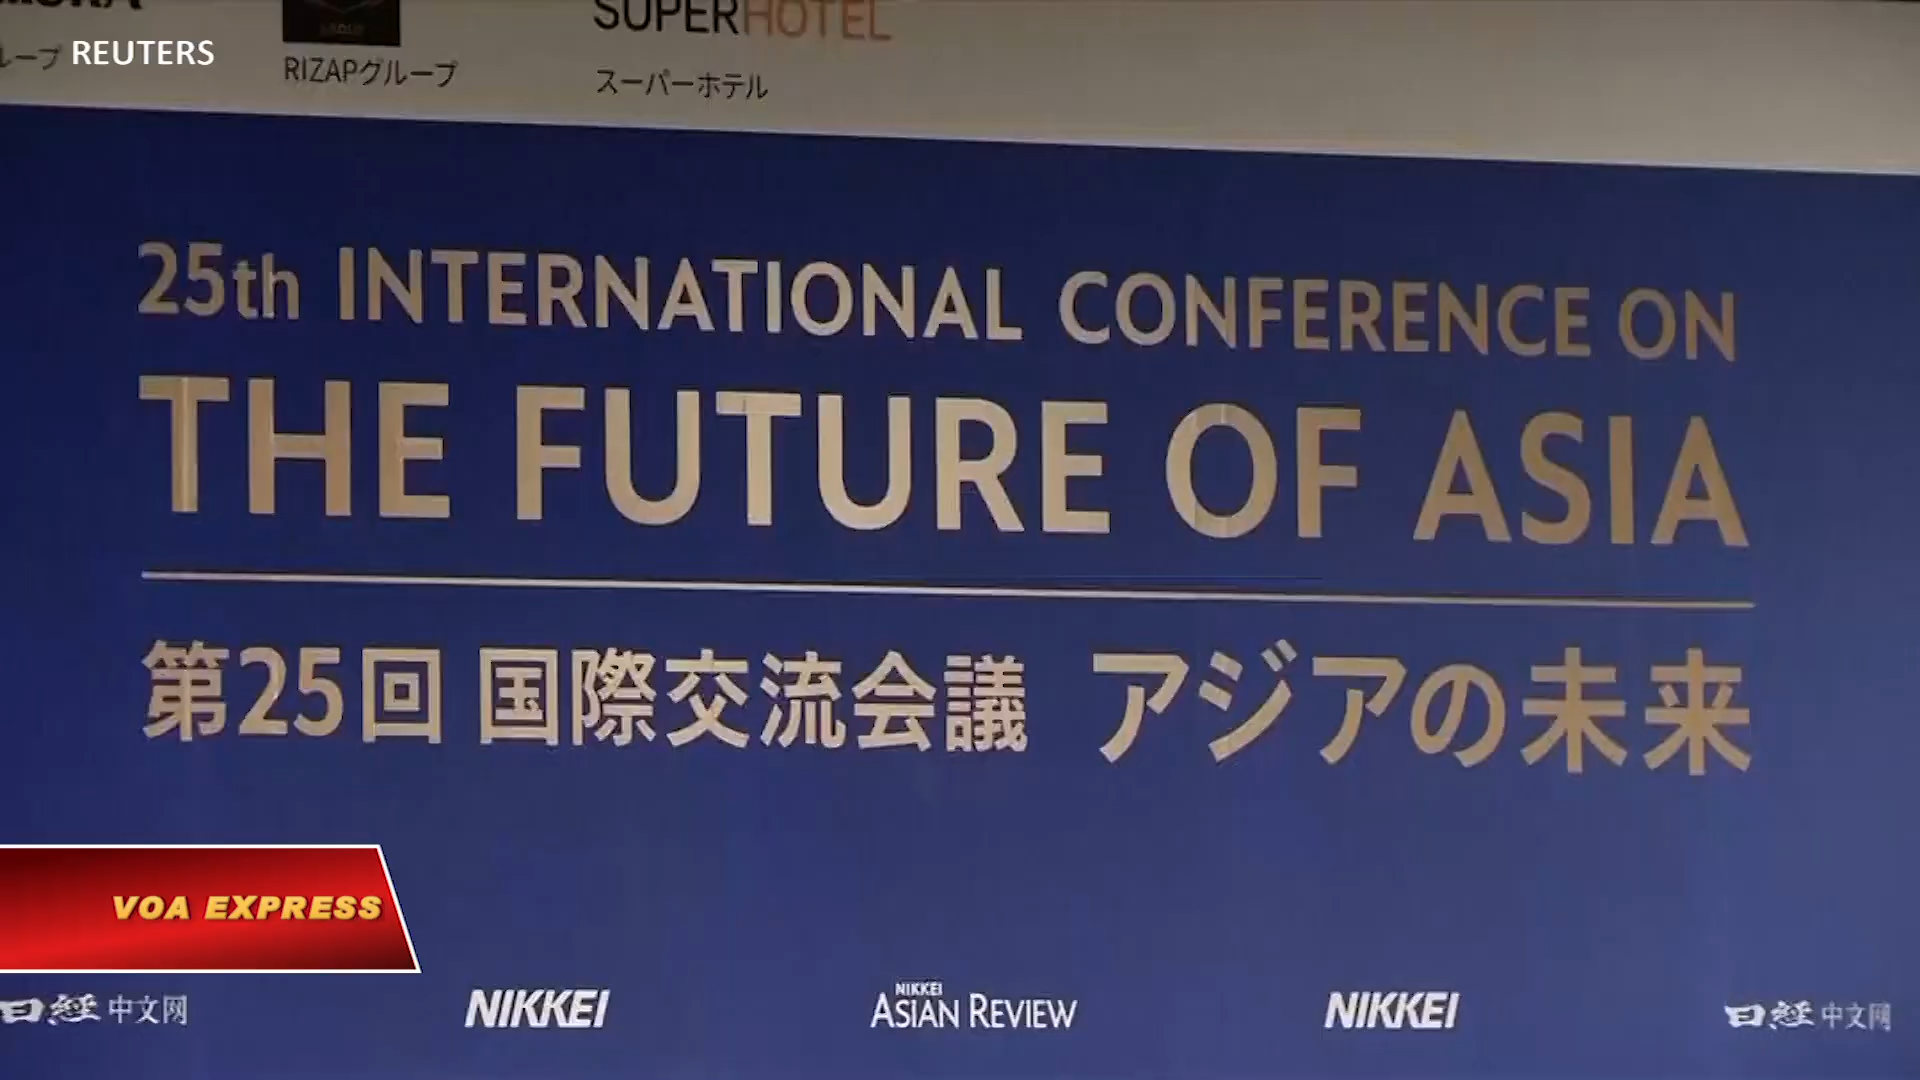 SUPERHOTEL
REUTERS
ループ
RIZAPグループ
スーパーホテル
25th INTERNATIONAL CONFERENCE ON
THE FUTURE OF ASIA
第25回 国際交流会議 アジアの未来
VOA EXPRESS
日経中文网
NIKKEI
NIKKEI
ASIAN REVIEW
NIKKEI
日経中文网